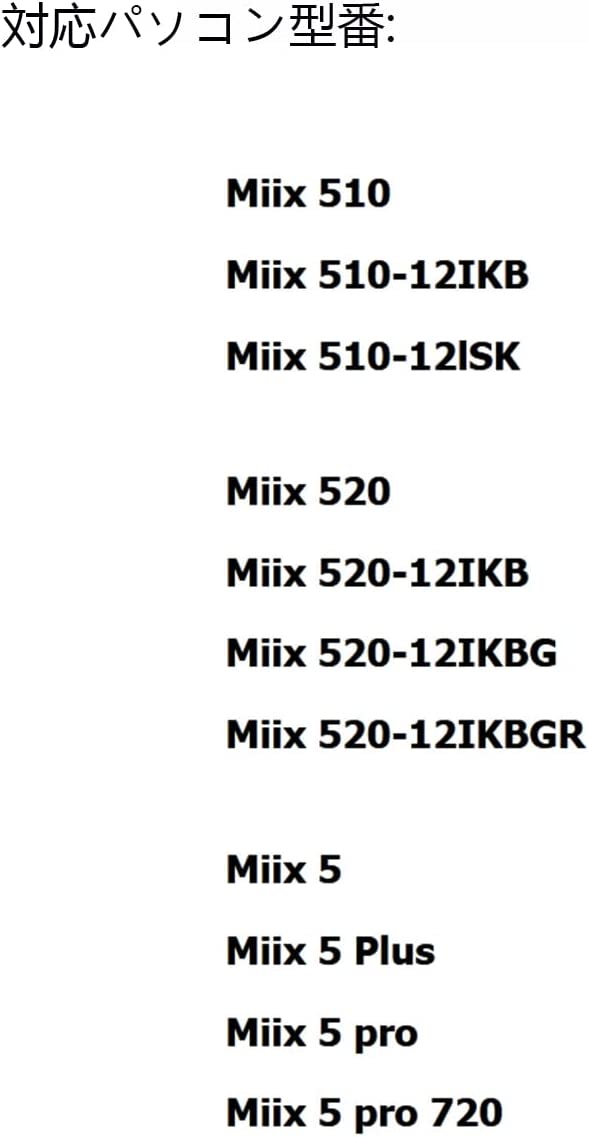 対応パソコン型番:
Miix 510
Miix 510-12IKB
Miix 510-12lSK
Miix 520
Miix 520-12IKB
Miix 520-12IKBG
Miix 520-12IKBGR
Miix 5
Miix 5 Plus
Miix 5 pro
Miix 5 pro 720